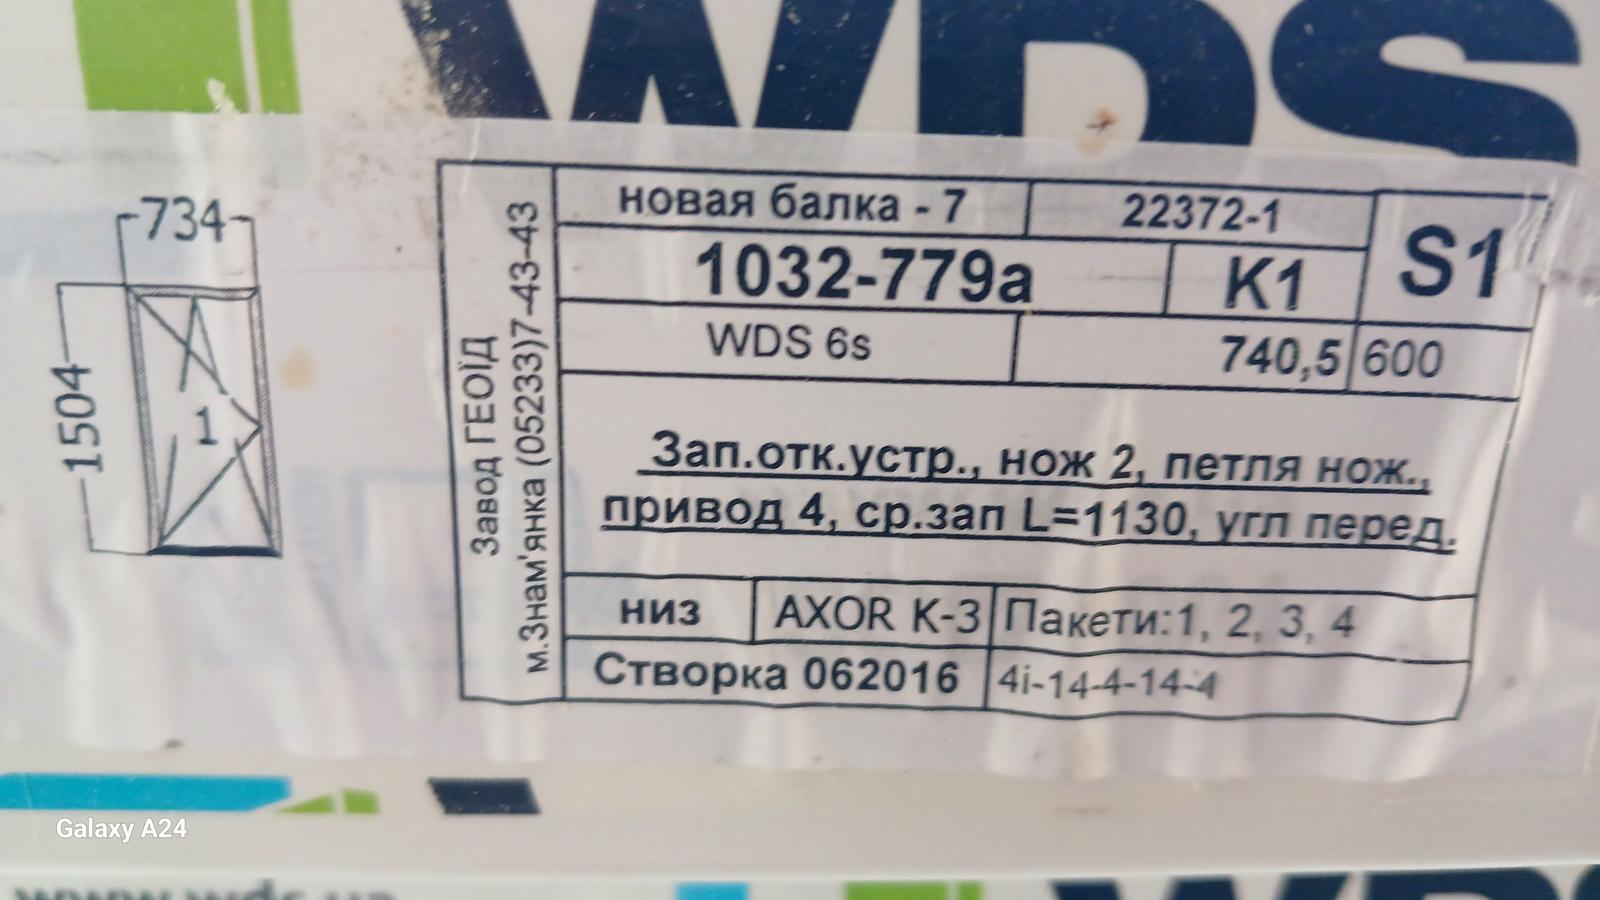 WDS
734
1504
1
Завод ГЕОЇД
м.Знам'янка (05233)7-43-43
новая балка - 7
22372-1
S1
1032-779а
К1
WDS 6s
740,5
600
Зап.отк.устр., нож 2, петля нож.,
привод 4, ср.зап L=1130, угл перед.
низ
AXOR K-3
Пакети:1, 2, 3, 4
Створка 062016
4i-14-4-14-4
Galaxy A24
www.wds.ua
WDS